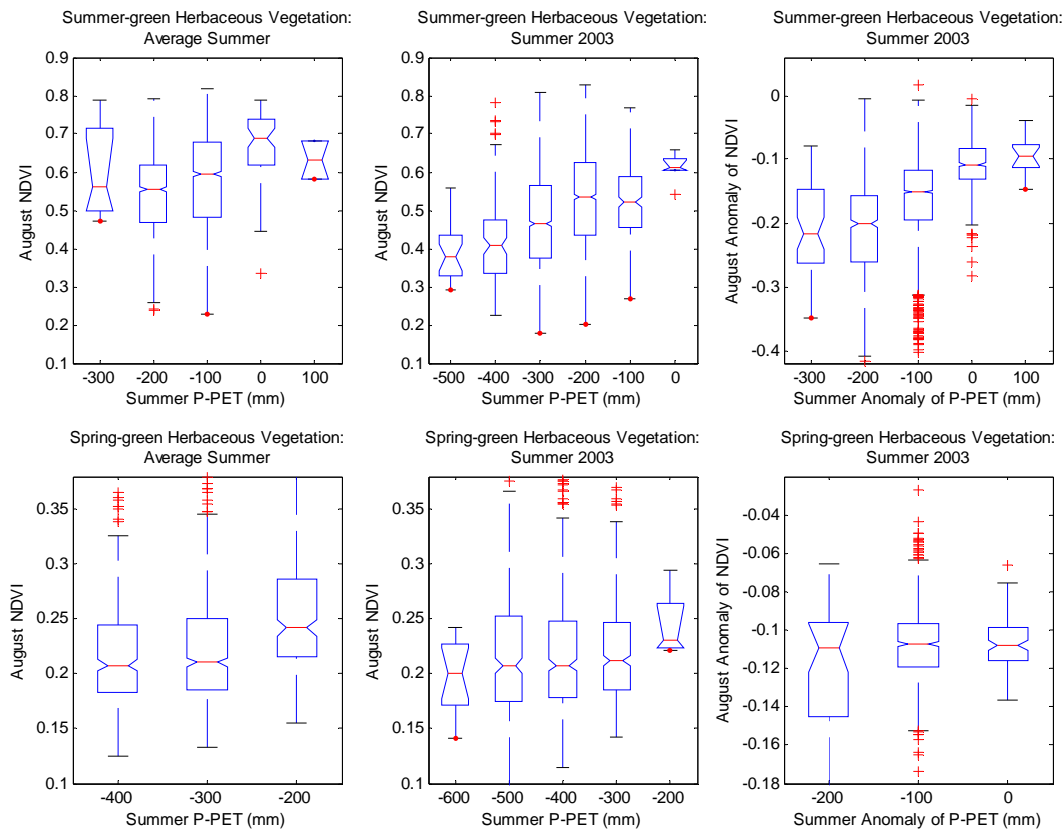 Summer-green Herbaceous Vegetation:
Average Summer
0.9
0.8
0.7
0.6
0.5
0.4
0.3
0.2
0.1
August NDVI
-300 -200 -100 0 100
Summer P-PET (mm)
Summer-green Herbaceous Vegetation:
Summer 2003
0.9
0.8
0.7
0.6
0.5
0.4
0.3
0.2
0.1
August NDVI
-500 -400 -300 -200 -100 0
Summer P-PET (mm)
Summer-green Herbaceous Vegetation:
Summer 2003
0
-0.1
-0.2
-0.3
-0.4
August Anomaly of NDVI
-300 -200 -100 0 100
Summer Anomaly of P-PET (mm)
Spring-green Herbaceous Vegetation:
Average Summer
0.35
0.3
0.25
0.2
0.15
0.1
August NDVI
-400 -300 -200
Summer P-PET (mm)
Spring-green Herbaceous Vegetation:
Summer 2003
0.35
0.3
0.25
0.2
0.15
0.1
August NDVI
-600 -500 -400 -300 -200
Summer P-PET (mm)
Spring-green Herbaceous Vegetation:
Summer 2003
-0.04
-0.06
-0.08
-0.1
-0.12
-0.14
-0.16
-0.18
August Anomaly of NDVI
-200 -100 0
Summer Anomaly of P-PET (mm)